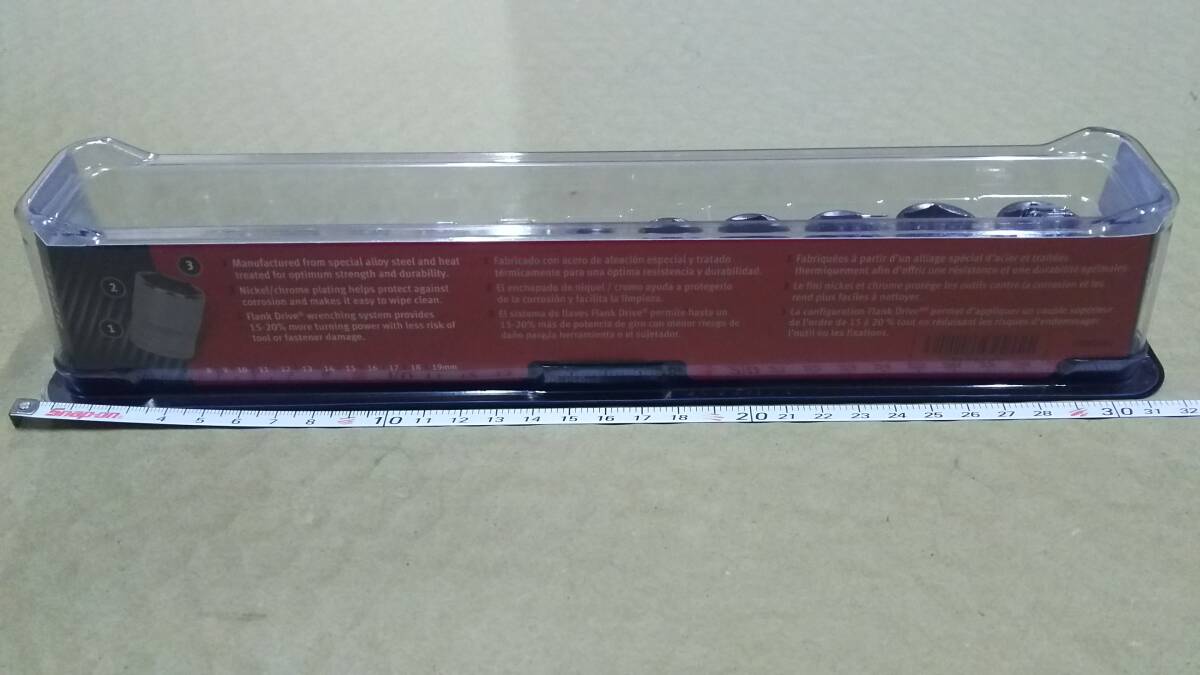 3
2
1
Manufactured from special alloy steel and heat
treated for optimum strength and durability.
Nickel/chrome plating helps protect against
corrosion and makes it easy to wipe clean.
Flank Drive® wrenching system provides
15-20% more turning power with less risk of
tool or fastener damage.
Fabricado con acero de aleación especial y tratado
térmicamente para una óptima resistencia y durabilidad.
El enchapado de níquel / cromo ayuda a protegerlo
de la corrosión y facilita la limpieza.
El sistema de llaves Flank Drive® permite hasta un
15-20% más de potencia de giro con menor riesgo de
daño para la herramienta o el sujetador.
Fabriquées à partir d'un alliage spécial d'acier et traitées
thermiquement afin d'offrir une résistance et une durabilité optimales.
Le fini nickel et chrome protège les outils contre la corrosion et les
rend plus faciles à nettoyer.
La configuration Flank Drive permet d'appliquer un couple supérieur
de l'ordre de 15 à 20 % tout en réduisant les risques d'endommager
l'outil ou les fixations.
8 9 10 11 12 13 14 15 16 17 18 19mm
Snap-on 4 5 6 7 8 10 11 12 13 14 15 16 17 18 20 21 22 23 24 25 26 27 28 30 31 32